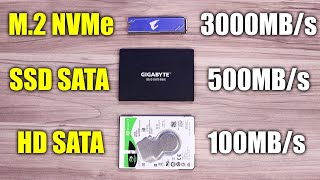 M.2 NVMe 3000MB/s
SSD SATA GIGABYTE 500MB/s
HD SATA 100MB/s